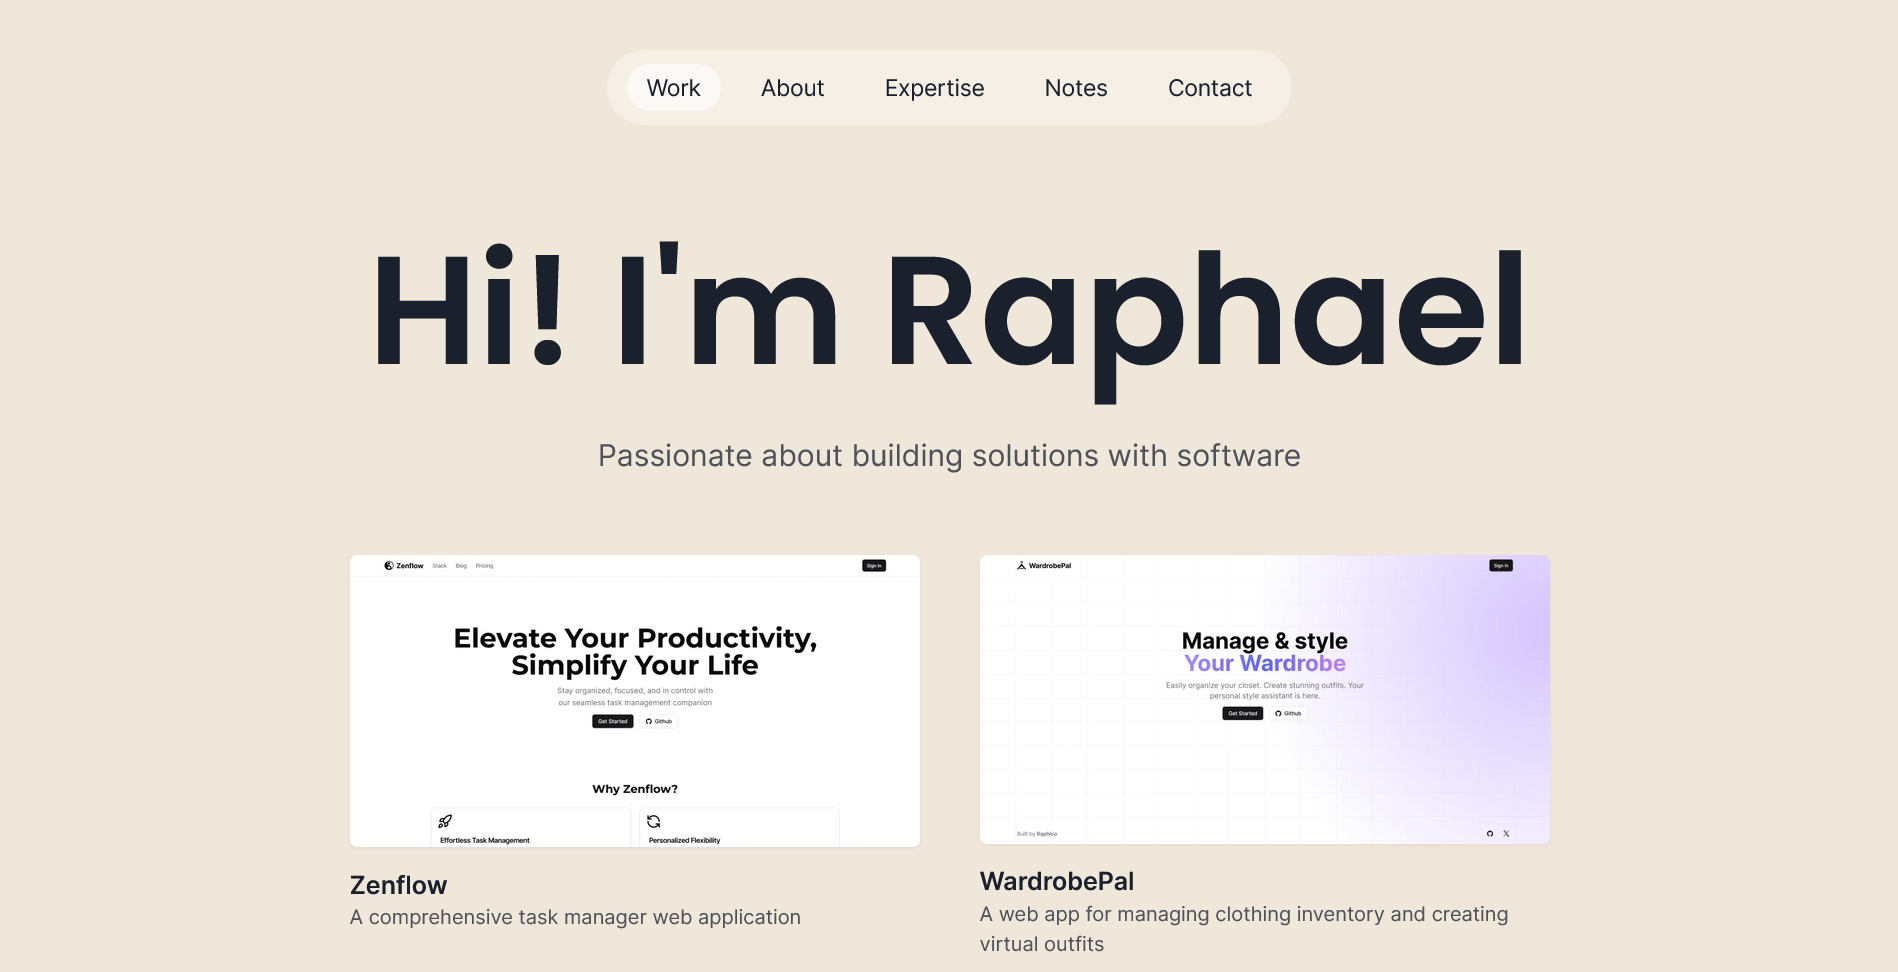 Work About Expertise Notes Contact
Hi! I'm Raphael
Passionate about building solutions with software
Zenflow Stack Blog Pricing Sign In
Elevate Your Productivity,
Simplify Your Life
Stay organized, focused, and in control with
our seamless task management companion
Get Started Github
Why Zenflow?
Effortless Task Management Personalized Flexibility
Zenflow
A comprehensive task manager web application
WardrobePal Sign In
Manage & style
Your Wardrobe
Easily organize your closet. Create stunning outfits. Your
personal style assistant is here.
Get Started Github
Built by Raphico
WardrobePal
A web app for managing clothing inventory and creating
virtual outfits